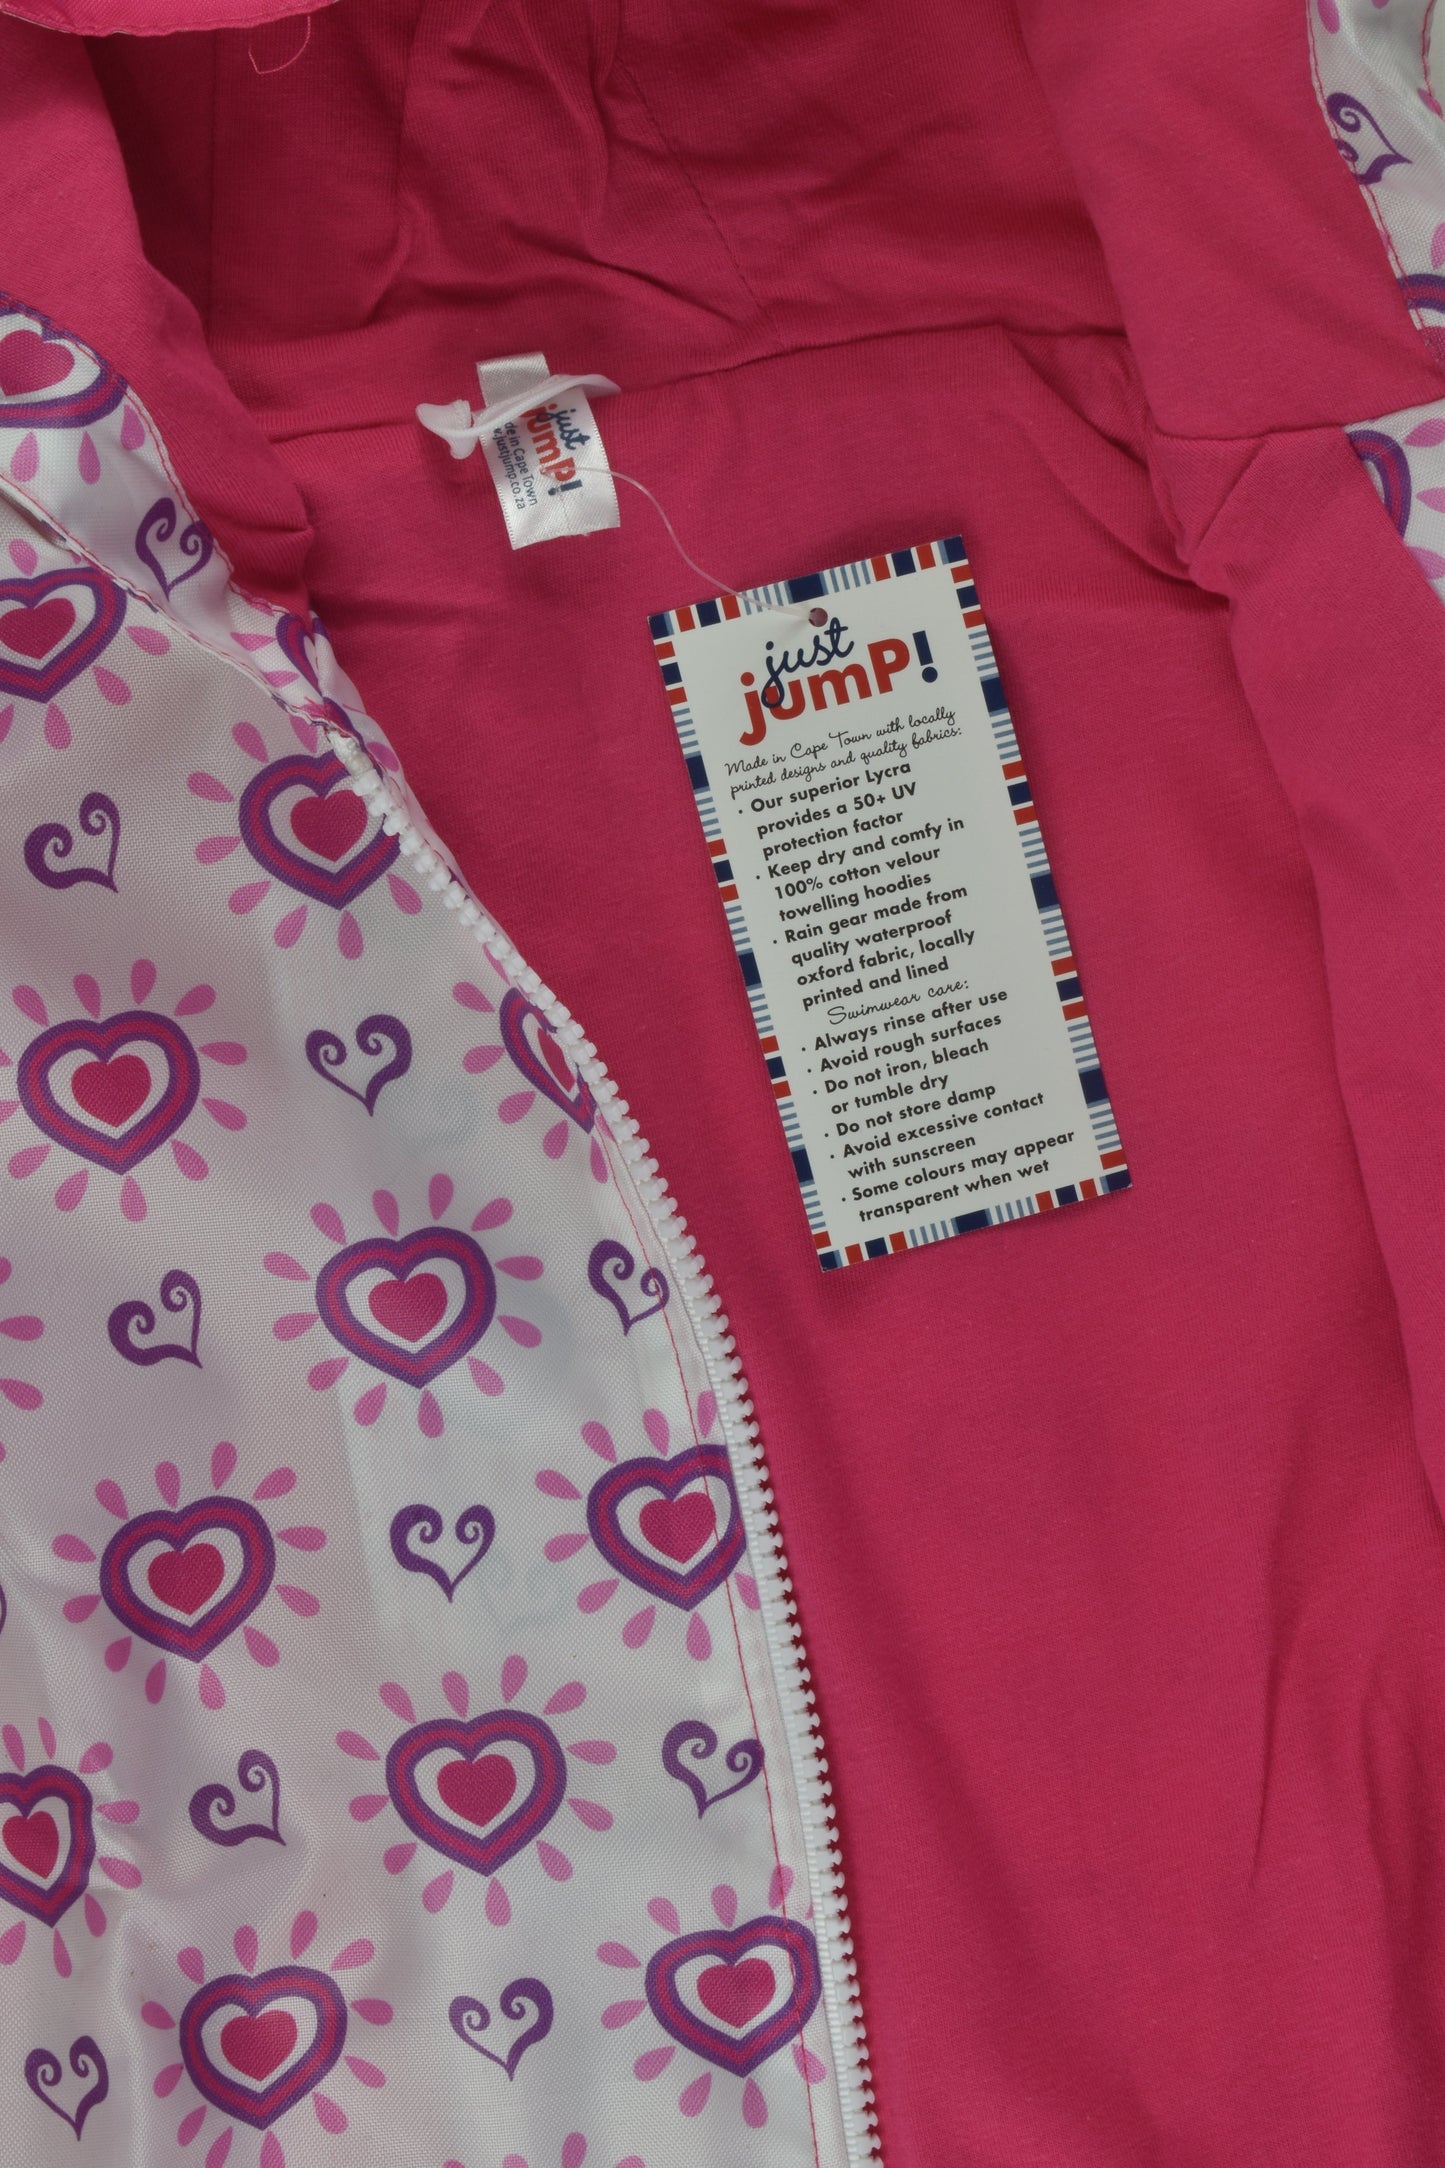 just
jumP!
de in Cape Town
.justjump.co.za
just
jumP!
Made in Cape Town with locally
printed designs and quality fabrics:
· Our superior Lycra
provides a 50+ UV
protection factor
· Keep dry and comfy in
100% cotton velour
towelling hoodies
· Rain gear made from
quality waterproof
oxford fabric, locally
printed and lined
Swimwear care:
· Always rinse after use
· Avoid rough surfaces
· Do not iron, bleach
or tumble dry
· Do not store damp
· Avoid excessive contact
with sunscreen
· Some colours may appear
transparent when wet